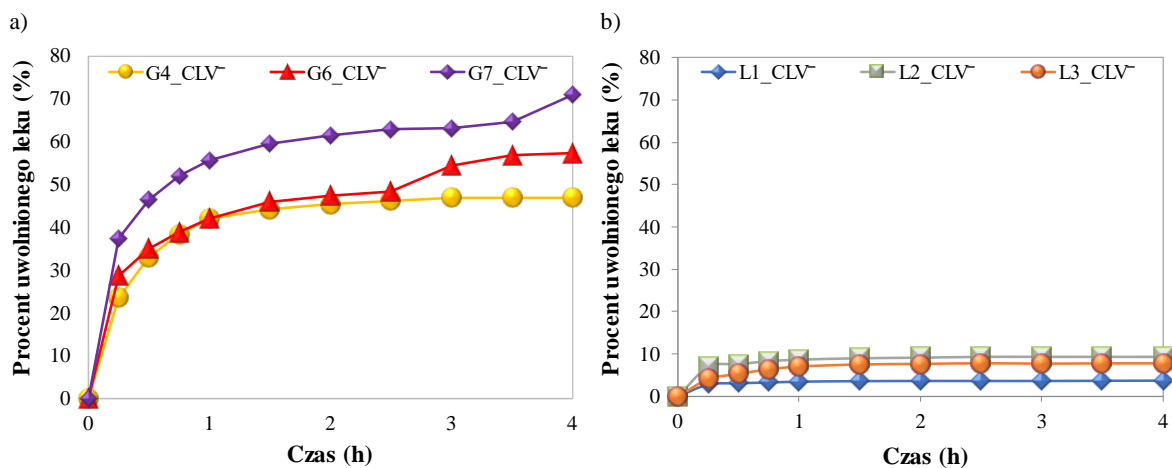 a)
Procent uwolnionego leku (%)
80
70
60
50
40
30
20
10
0
G4_CLV⁻ G6_CLV⁻ G7_CLV⁻
0 1 2 3 4
Czas (h)
b)
Procent uwolnionego leku (%)
80
70
60
50
40
30
20
10
0
L1_CLV⁻ L2_CLV⁻ L3_CLV⁻
0 1 2 3 4
Czas (h)